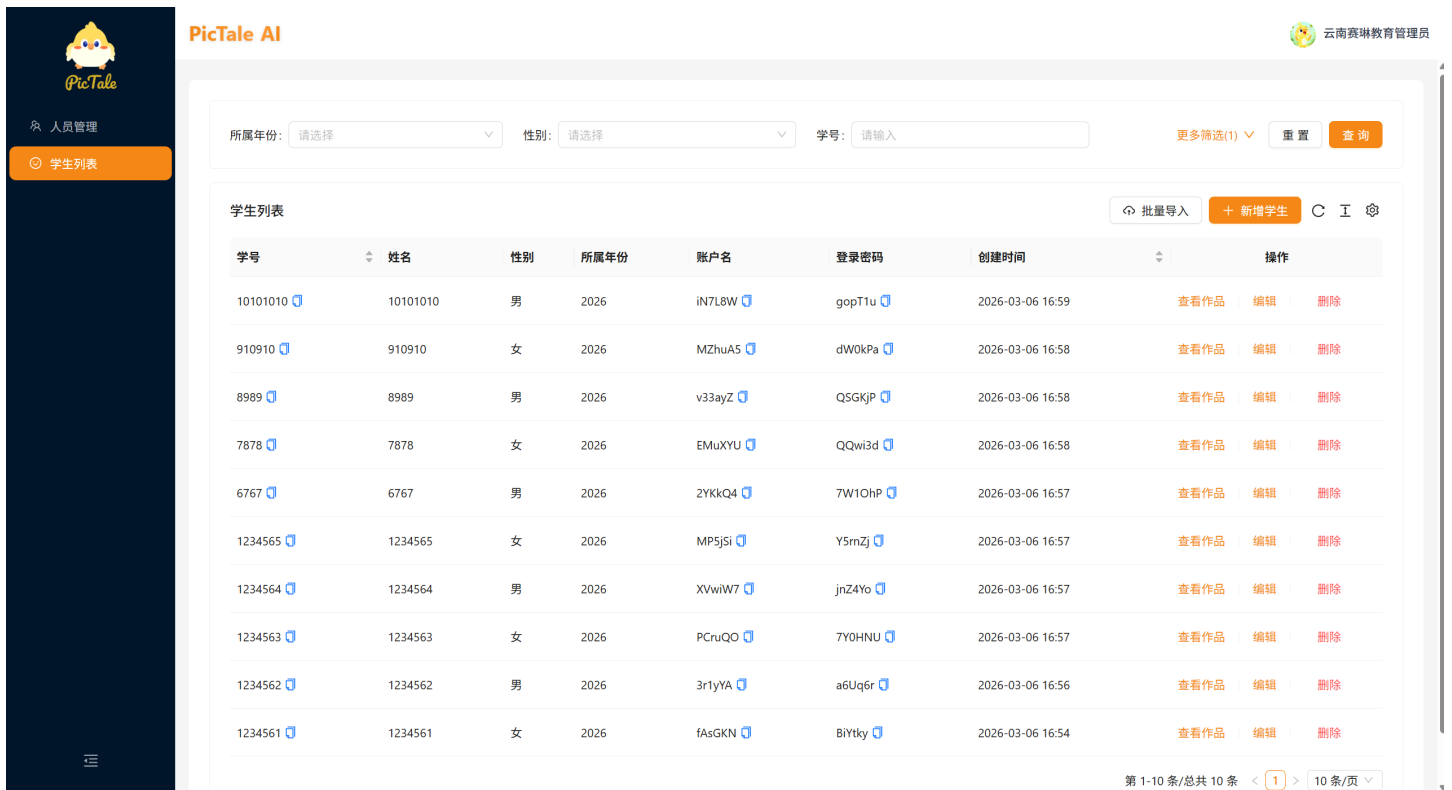 PicTale
人员管理
学生列表
PicTale AI
云南赛琳教育管理员
所属年份: 请选择 性别: 请选择 学号: 请输入 更多筛选(1) 重 置 查 询
学生列表 批量导入 新增学生
学号 姓名 性别 所属年份 账户名 登录密码 创建时间 操作
10101010 10101010 男 2026 iN7L8W gopT1u 2026-03-06 16:59 查看作品 编辑 删除
910910 910910 女 2026 MZhuA5 dW0kPa 2026-03-06 16:58 查看作品 编辑 删除
8989 8989 男 2026 v33ayZ QSGKjP 2026-03-06 16:58 查看作品 编辑 删除
7878 7878 女 2026 EMuXYU QQwi3d 2026-03-06 16:58 查看作品 编辑 删除
6767 6767 男 2026 2YKkQ4 7W1OhP 2026-03-06 16:57 查看作品 编辑 删除
1234565 1234565 女 2026 MP5jSi Y5rnZj 2026-03-06 16:57 查看作品 编辑 删除
1234564 1234564 男 2026 XVwiW7 jnZ4Yo 2026-03-06 16:57 查看作品 编辑 删除
1234563 1234563 女 2026 PCruQO 7Y0HNU 2026-03-06 16:57 查看作品 编辑 删除
1234562 1234562 男 2026 3r1yYA a6Uq6r 2026-03-06 16:56 查看作品 编辑 删除
1234561 1234561 女 2026 fAsGKN BiYtky 2026-03-06 16:54 查看作品 编辑 删除
第 1-10 条/总共 10 条 < 1 > 10 条/页